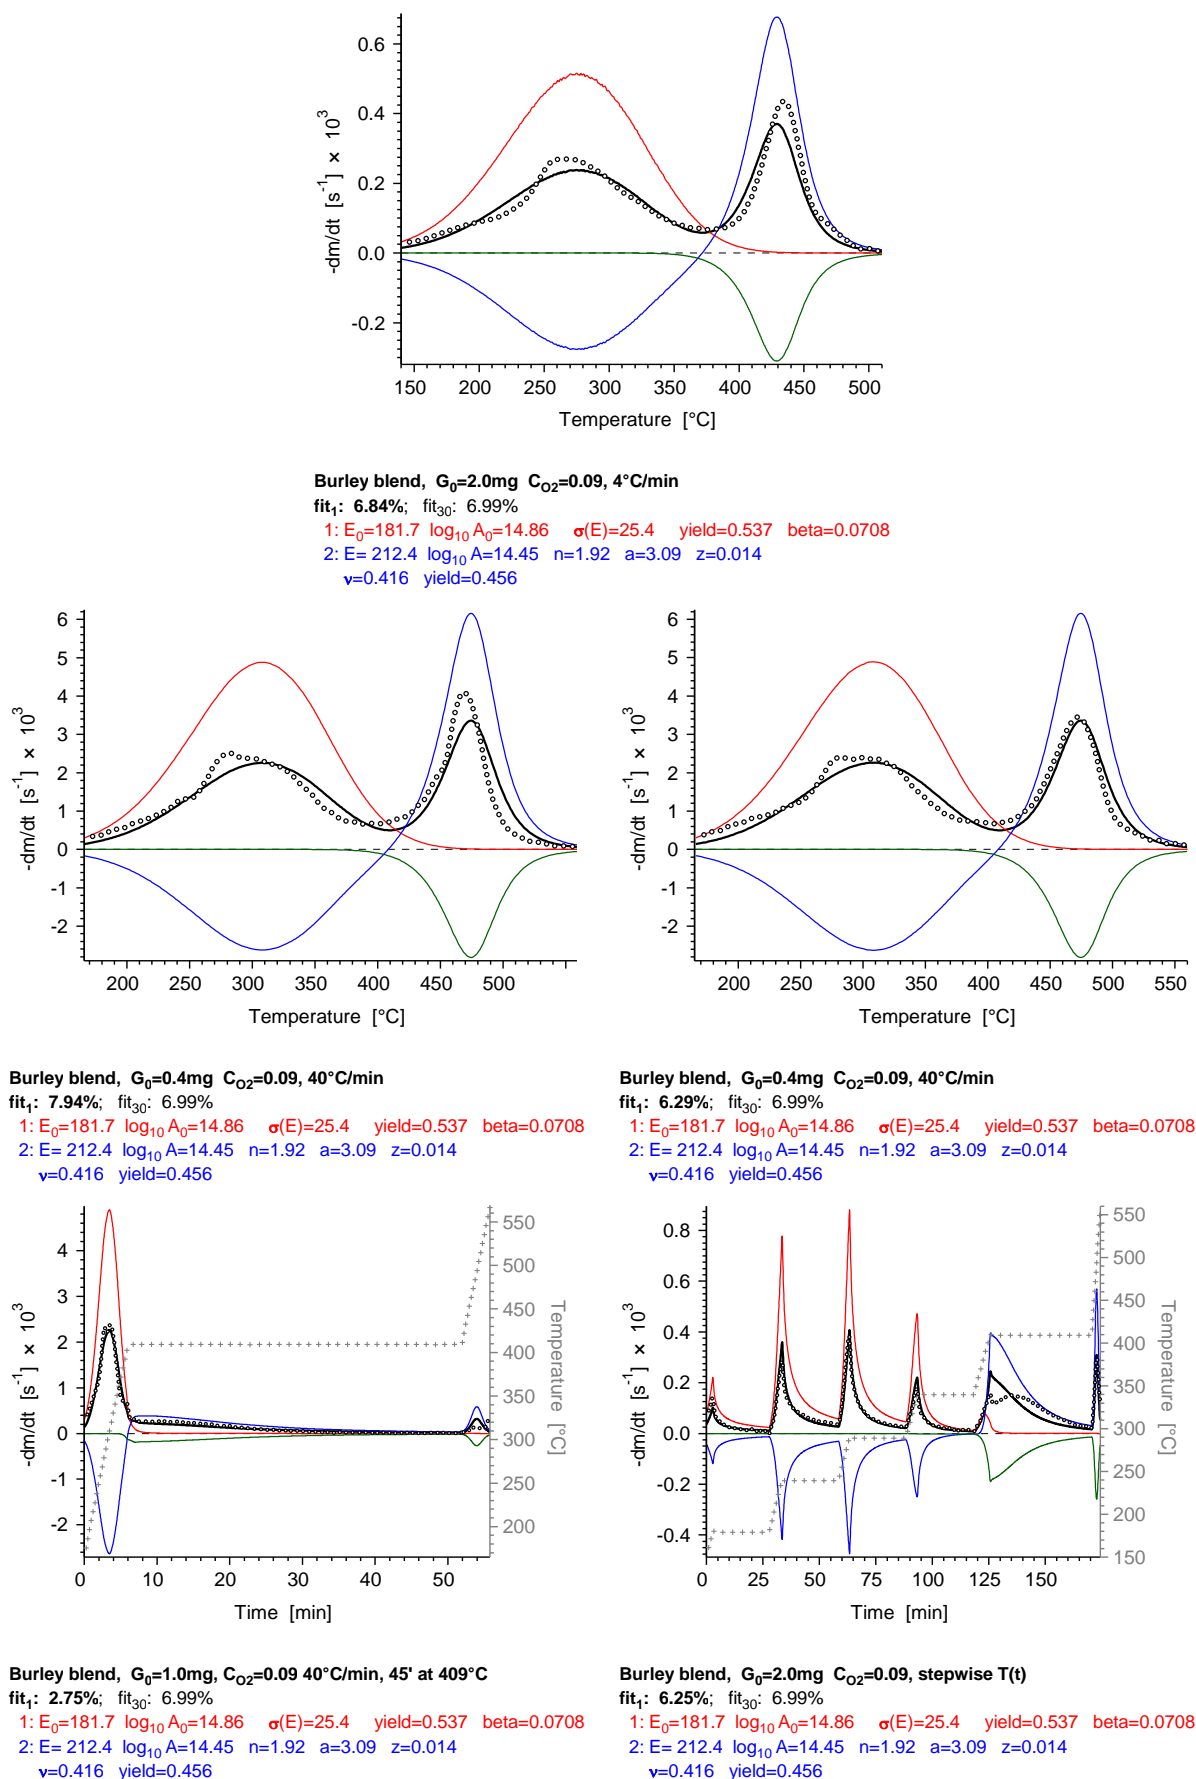 0.6
0.4
0.2
0.0
-0.2
-dm/dt [s⁻¹] × 10³
150 200 250 300 350 400 450 500
Temperature [°C]
Burley blend, G₀=2.0mg C_O2=0.09, 4°C/min
fit₁: 6.84%; fit₃₀: 6.99%
1: E₀=181.7 log₁₀ A₀=14.86 σ(E)=25.4 yield=0.537 beta=0.0708
2: E= 212.4 log₁₀ A=14.45 n=1.92 a=3.09 z=0.014
ν=0.416 yield=0.456
6
5
4
3
2
1
0
-1
-2
-dm/dt [s⁻¹] × 10³
200 250 300 350 400 450 500 550
Temperature [°C]
Burley blend, G₀=0.4mg C_O2=0.09, 40°C/min
fit₁: 7.94%; fit₃₀: 6.99%
1: E₀=181.7 log₁₀ A₀=14.86 σ(E)=25.4 yield=0.537 beta=0.0708
2: E= 212.4 log₁₀ A=14.45 n=1.92 a=3.09 z=0.014
ν=0.416 yield=0.456
6
5
4
3
2
1
0
-1
-2
-dm/dt [s⁻¹] × 10³
200 250 300 350 400 450 500 550
Temperature [°C]
Burley blend, G₀=0.4mg C_O2=0.09, 40°C/min
fit₁: 6.29%; fit₃₀: 6.99%
1: E₀=181.7 log₁₀ A₀=14.86 σ(E)=25.4 yield=0.537 beta=0.0708
2: E= 212.4 log₁₀ A=14.45 n=1.92 a=3.09 z=0.014
ν=0.416 yield=0.456
4
3
2
1
0
-1
-2
-dm/dt [s⁻¹] × 10³
550
500
450
400
350
300
250
200
Temperature [°C]
0 10 20 30 40 50
Time [min]
Burley blend, G₀=1.0mg, C_O2=0.09 40°C/min, 45' at 409°C
fit₁: 2.75%; fit₃₀: 6.99%
1: E₀=181.7 log₁₀ A₀=14.86 σ(E)=25.4 yield=0.537 beta=0.0708
2: E= 212.4 log₁₀ A=14.45 n=1.92 a=3.09 z=0.014
ν=0.416 yield=0.456
0.8
0.6
0.4
0.2
0.0
-0.2
-0.4
-dm/dt [s⁻¹] × 10³
550
500
450
400
350
300
250
200
150
Temperature [°C]
0 25 50 75 100 125 150
Time [min]
Burley blend, G₀=2.0mg C_O2=0.09, stepwise T(t)
fit₁: 6.25%; fit₃₀: 6.99%
1: E₀=181.7 log₁₀ A₀=14.86 σ(E)=25.4 yield=0.537 beta=0.0708
2: E= 212.4 log₁₀ A=14.45 n=1.92 a=3.09 z=0.014
ν=0.416 yield=0.456